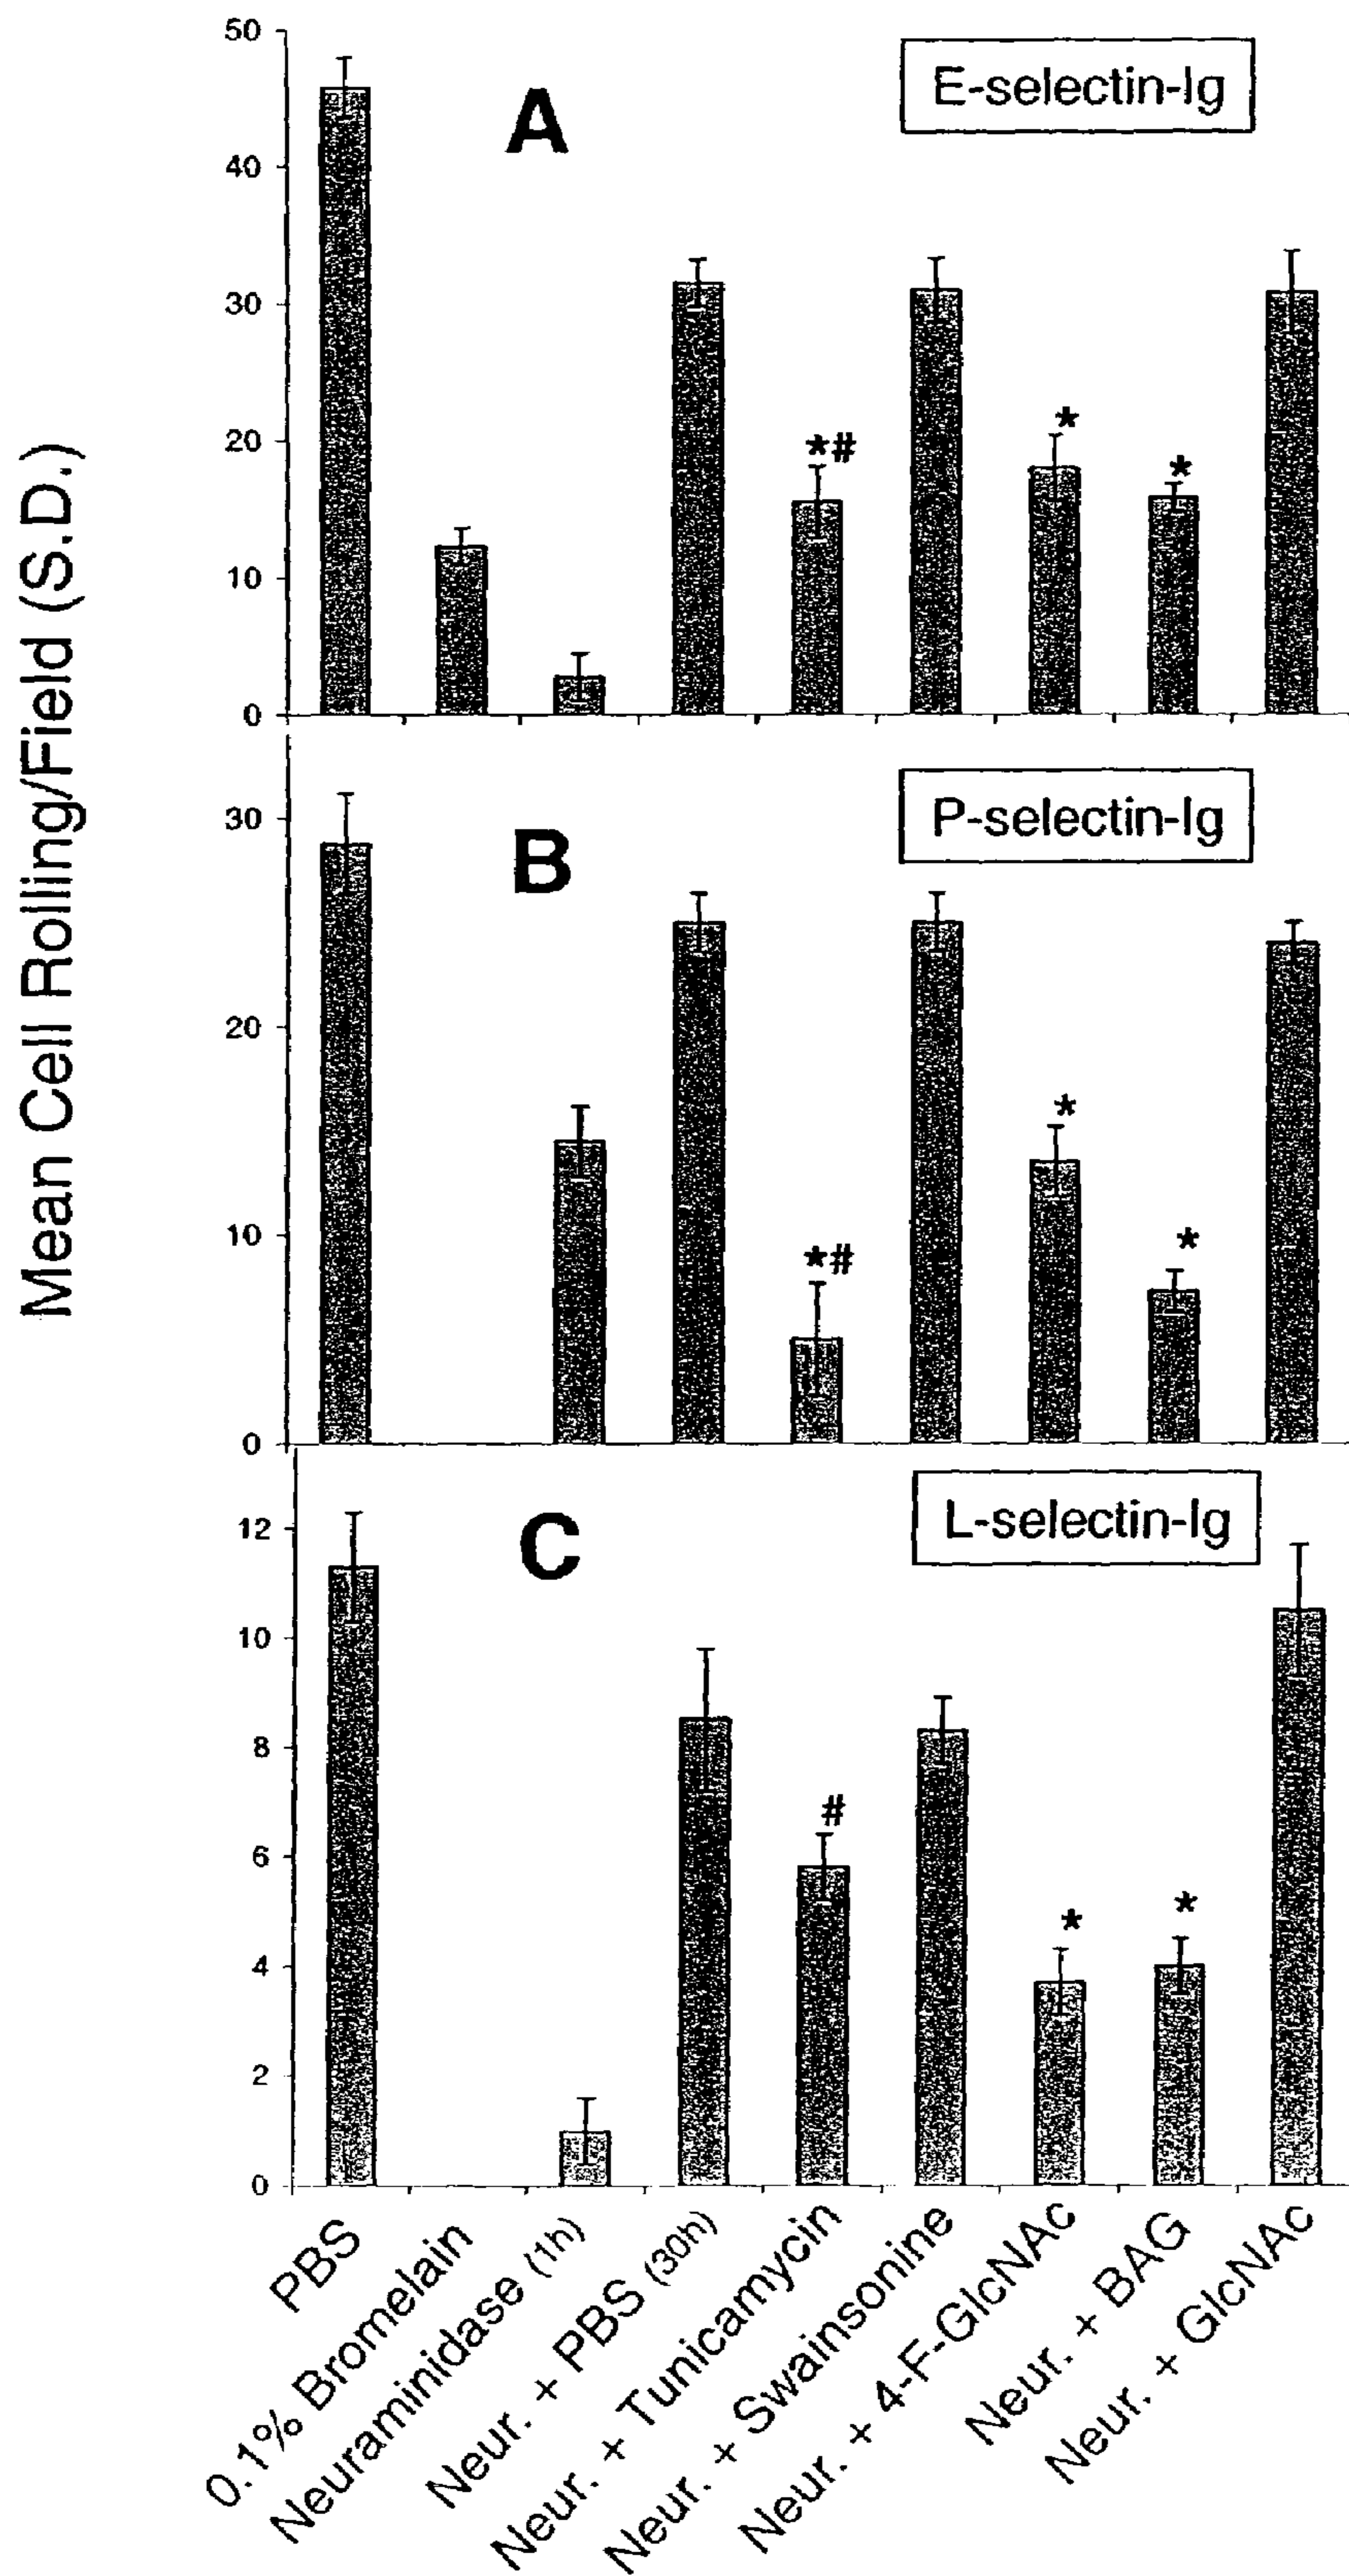 Mean Cell Rolling/Field (S.D.)
A
E-selectin-Ig
50
40
30
20
10
0
*#
*
*
B
P-selectin-Ig
30
20
10
0
*#
*
*
C
L-selectin-Ig
12
10
8
6
4
2
0
#
*
*
PBS
0.1% Bromelain
Neuraminidase (1h)
Neur. + PBS (30h)
Neur. + Tunicamycin
Neur. + Swainsonine
Neur. + 4-F-GlcNAc
Neur. + BAG
Neur. + GlcNAc